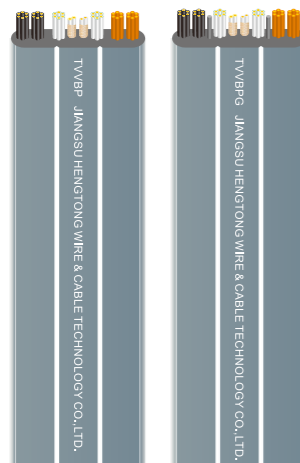 TVVBP JIANGSU HENGTONG WIRE & CABLE TECHNOLOGY CO.,LTD.
TVVBPG JIANGSU HENGTONG WIRE & CABLE TECHNOLOGY CO.,LTD.